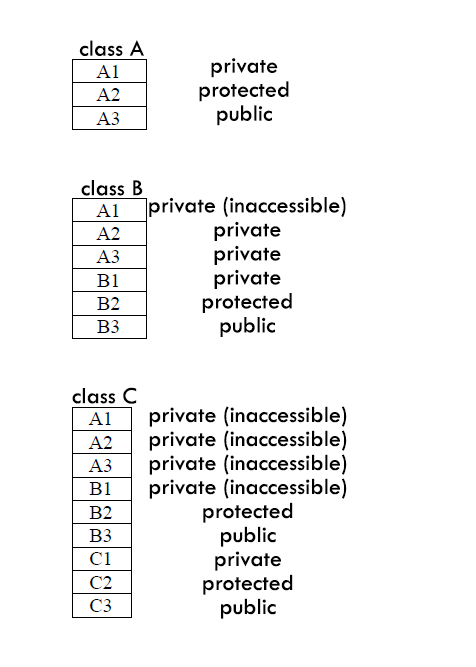 class A
A1 private
A2 protected
A3 public
class B
A1 private (inaccessible)
A2 private
A3 private
B1 private
B2 protected
B3 public
class C
A1 private (inaccessible)
A2 private (inaccessible)
A3 private (inaccessible)
B1 private (inaccessible)
B2 protected
B3 public
C1 private
C2 protected
C3 public